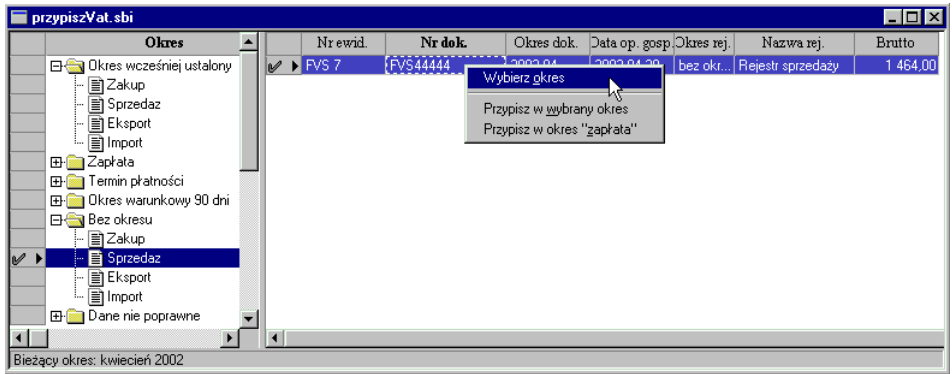 przypiszVat.sbi
Okres
Okres wcześniej ustalony
Zakup
Sprzedaz
Eksport
Import
Zapłata
Termin płatności
Okres warunkowy 90 dni
Bez okresu
Zakup
Sprzedaz
Eksport
Import
Dane nie poprawne
Nr ewid. Nr dok. Okres dok. Data op. gosp. Okres rej. Nazwa rej. Brutto
FVS 7 FVS44444 bez okr... Rejestr sprzedaży 1 464,00
Wybierz okres
Przypisz w wybrany okres
Przypisz w okres "zapłata"
Bieżący okres: kwiecień 2002